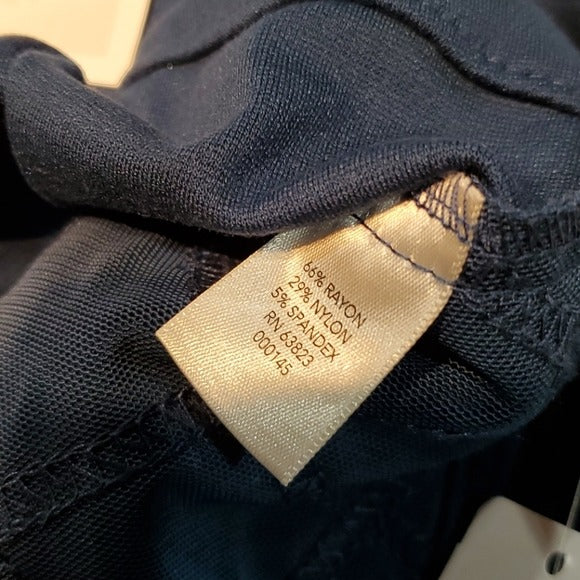 66% RAYON
29% NYLON
5% SPANDEX
RN 63823
000145